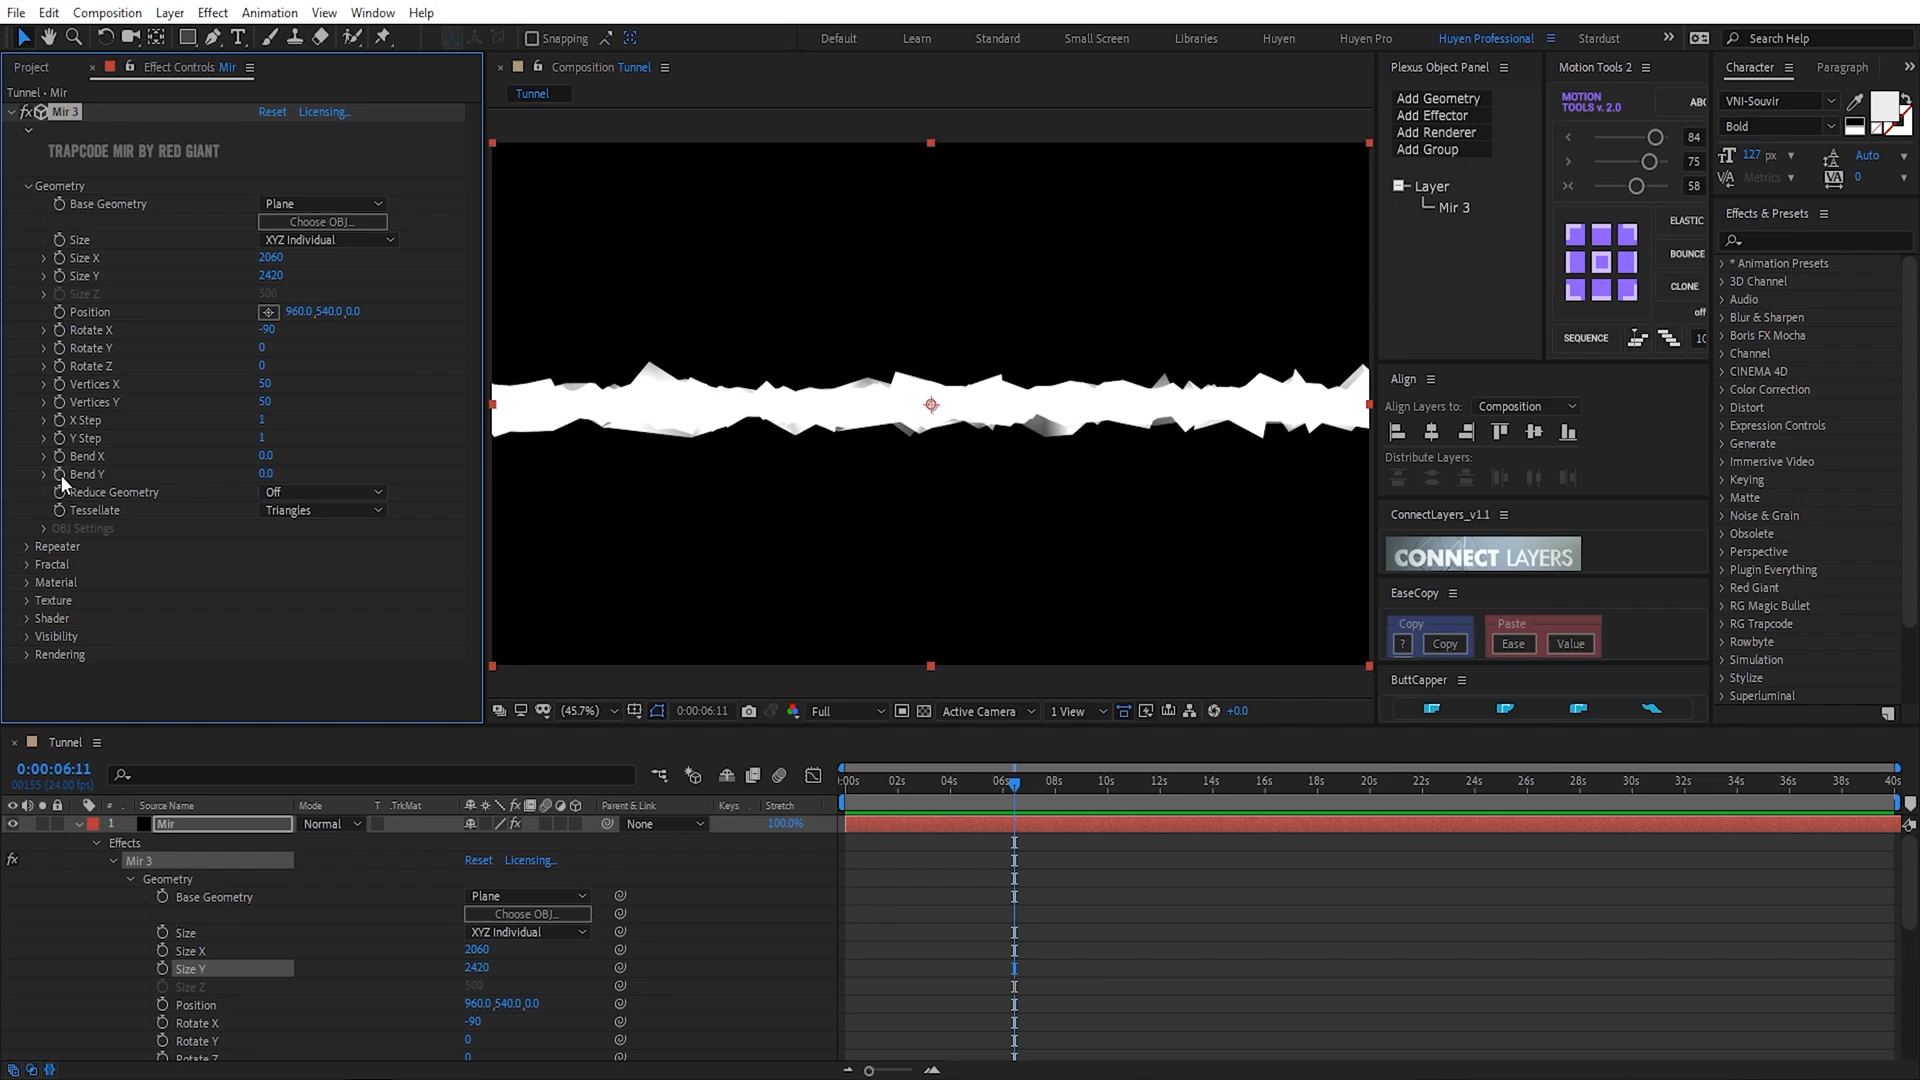 File Edit Composition Layer Effect Animation View Window Help
Snapping
Default Learn Standard Small Screen Libraries Huyen Huyen Pro Huyen Professional Stardust
Search Help
Project × Effect Controls Mir
Tunnel • Mir
fx Mir 3 Reset Licensing...
TRAPCODE MIR BY RED GIANT
Geometry
Base Geometry Plane
Choose OBJ...
Size XYZ Individual
Size X 2060
Size Y 2420
Size Z 500
Position 960.0,540.0,0.0
Rotate X -90
Rotate Y 0
Rotate Z 0
Vertices X 50
Vertices Y 50
X Step 1
Y Step 1
Bend X 0.0
Bend Y 0.0
Reduce Geometry Off
Tessellate Triangles
OBJ Settings
Repeater
Fractal
Material
Texture
Shader
Visibility
Rendering
× Composition Tunnel
Tunnel
(45.7%) 0:00:06:11 Full Active Camera 1 View +0.0
Plexus Object Panel
Add Geometry
Add Effector
Add Renderer
Add Group
Layer
Mir 3
Motion Tools 2
MOTION
TOOLS v. 2.0
84
75
58
ELASTIC
BOUNCE
CLONE
off
SEQUENCE
Align
Align Layers to: Composition
Distribute Layers:
ConnectLayers_v1.1
CONNECT LAYERS
EaseCopy
Copy Paste
? Copy Ease Value
ButtCapper
Character Paragraph
VNI-Souvir
Bold
127 px Auto
Metrics 0
Effects & Presets
* Animation Presets
3D Channel
Audio
Blur & Sharpen
Boris FX Mocha
Channel
CINEMA 4D
Color Correction
Distort
Expression Controls
Generate
Immersive Video
Keying
Matte
Noise & Grain
Obsolete
Perspective
Plugin Everything
Red Giant
RG Magic Bullet
RG Trapcode
Rowbyte
Simulation
Stylize
Superluminal
× Tunnel
0:00:06:11
00155 (24.00 fps)
:00s 02s 04s 06s 08s 10s 12s 14s 16s 18s 20s 22s 24s 26s 28s 30s 32s 34s 36s 38s 40s
# Source Name Mode T .TrkMat Parent & Link Keys Stretch
1 Mir Normal None 100.0%
Effects
fx Mir 3 Reset Licensing...
Geometry
Base Geometry Plane
Choose OBJ...
Size XYZ Individual
Size X 2060
Size Y 2420
Size Z 500
Position 960.0,540.0,0.0
Rotate X -90
Rotate Y 0
Rotate Z 0